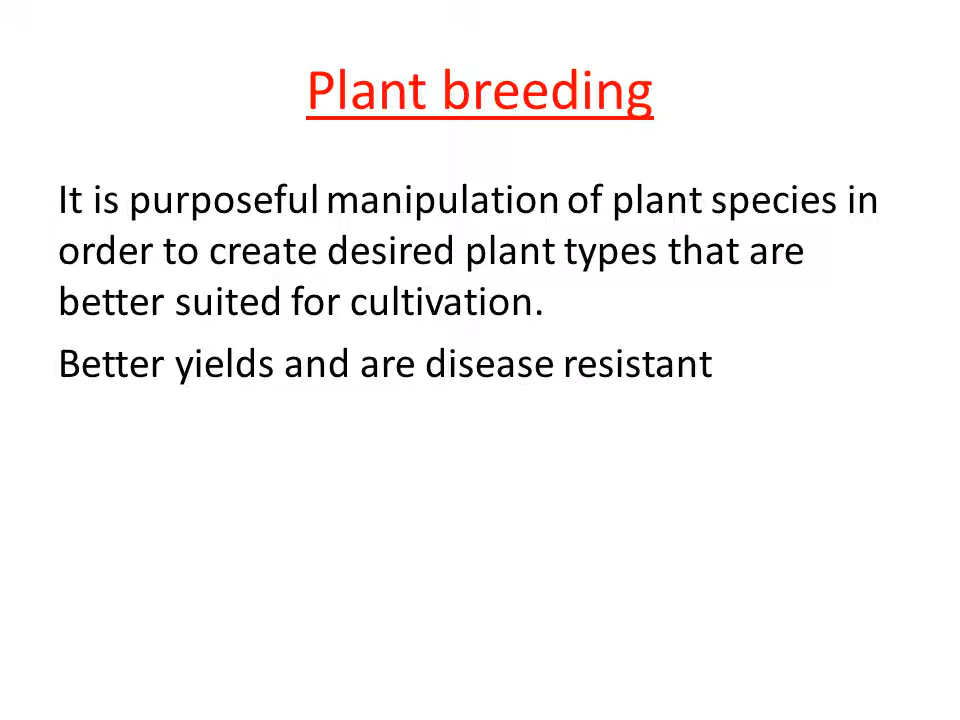 Plant breeding
It is purposeful manipulation of plant species in
order to create desired plant types that are
better suited for cultivation.
Better yields and are disease resistant